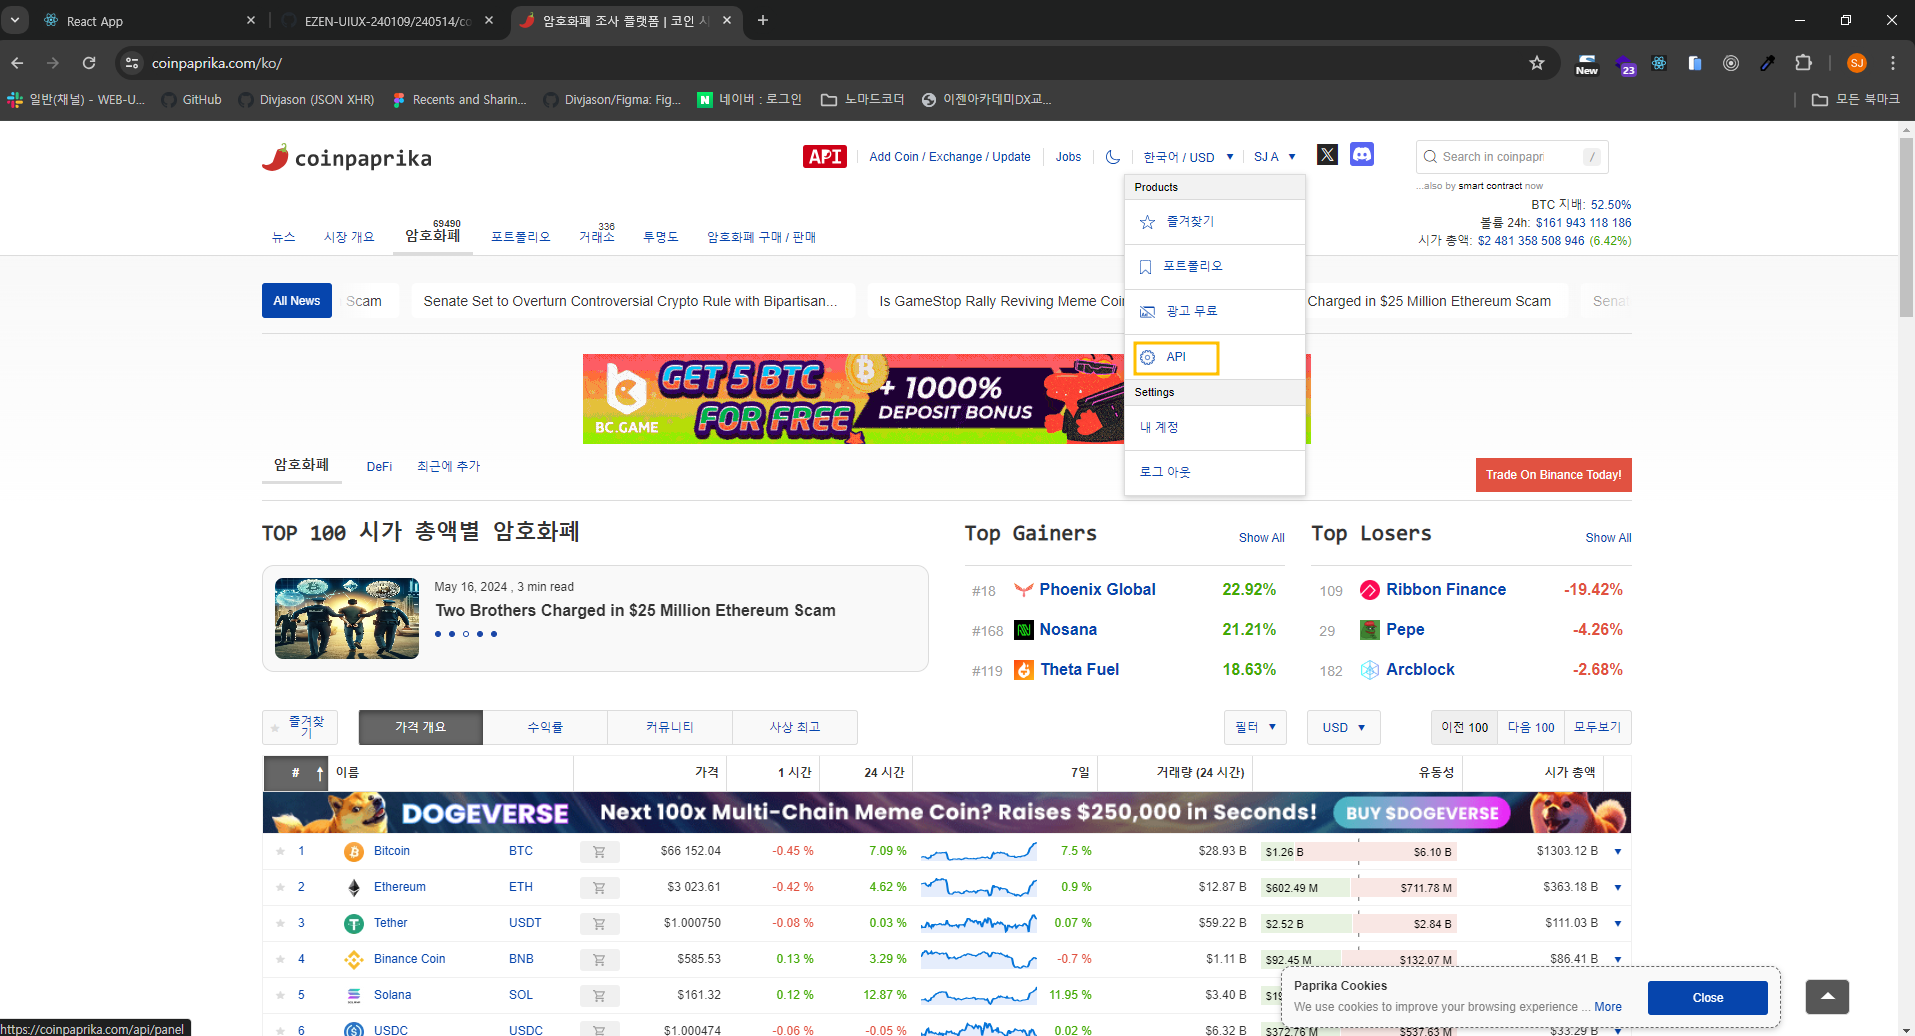 React App
EZEN-UIUX-240109/240514/co
암호화폐 조사 플랫폼 | 코인 시
coinpaprika.com/ko/
New
23
SJ
일반(채널) - WEB-U...
GitHub
Divjason (JSON XHR)
Recents and Sharin...
Divjason/Figma: Fig...
네이버 : 로그인
노마드코더
이젠아카데미DX교...
모든 북마크
coinpaprika
API
Add Coin / Exchange / Update
Jobs
한국어 / USD
SJ A
Search in coinpapri
/
...also by smart contract now
BTC 지배: 52.50%
볼륨 24h: $161 943 118 186
시가 총액: $2 481 358 508 946 (6.42%)
뉴스
시장 개요
암호화폐
69490
포트폴리오
거래소
336
투명도
암호화폐 구매 / 판매
Products
즐겨찾기
포트폴리오
광고 무료
API
Settings
내 계정
로그 아웃
All News
Scam
Senate Set to Overturn Controversial Crypto Rule with Bipartisan...
Is GameStop Rally Reviving Meme Coi
Charged in $25 Million Ethereum Scam
Senat
BC.GAME
GET 5 BTC
FOR FREE
+ 1000%
DEPOSIT BONUS
암호화폐
DeFi
최근에 추가
Trade On Binance Today!
TOP 100 시가 총액별 암호화폐
May 16, 2024 , 3 min read
Two Brothers Charged in $25 Million Ethereum Scam
Top Gainers
Show All
#18 Phoenix Global 22.92%
#168 Nosana 21.21%
#119 Theta Fuel 18.63%
Top Losers
Show All
109 Ribbon Finance -19.42%
29 Pepe -4.26%
182 Arcblock -2.68%
즐겨찾
기
가격 개요
수익률
커뮤니티
사상 최고
필터
USD
이전 100
다음 100
모두보기
# 이름 가격 1 시간 24 시간 7일 거래량 (24 시간) 유동성 시가 총액
DOGEVERSE Next 100x Multi-Chain Meme Coin? Raises $250,000 in Seconds! BUY $DOGEVERSE
1 Bitcoin BTC $66 152.04 -0.45 % 7.09 % 7.5 % $28.93 B $1.26 B $6.10 B $1303.12 B
2 Ethereum ETH $3 023.61 -0.42 % 4.62 % 0.9 % $12.87 B $602.49 M $711.78 M $363.18 B
3 Tether USDT $1.000750 -0.08 % 0.03 % 0.07 % $59.22 B $2.52 B $2.84 B $111.03 B
4 Binance Coin BNB $585.53 0.13 % 3.29 % -0.7 % $1.11 B $92.45 M $132.07 M $86.41 B
5 Solana SOL $161.32 0.12 % 12.87 % 11.95 % $3.40 B
6 USDC USDC $1.000474 -0.06 % -0.05 % 0.02 % $6.32 B $372.76 M $537.63 M $33.29 B
Paprika Cookies
We use cookies to improve your browsing experience ... More
Close
https://coinpaprika.com/api/panel